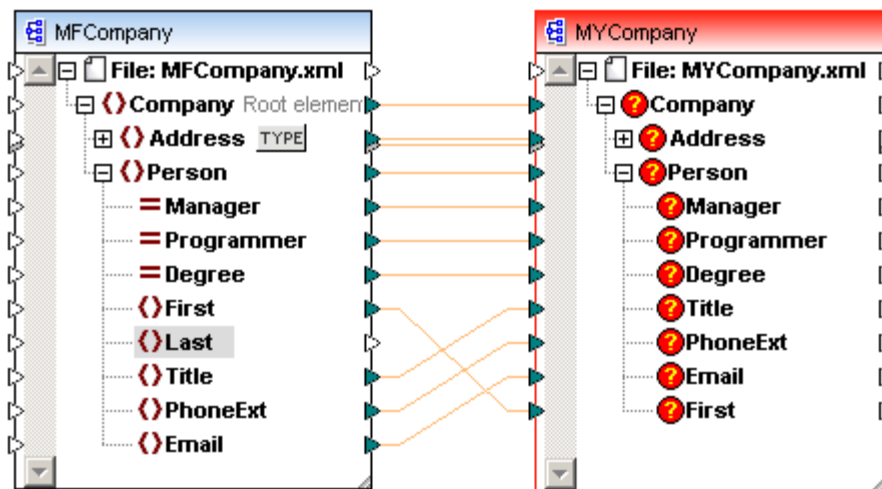 MFCompany
File: MFCompany.xml
Company Root elemen
Address TYPE
Person
Manager
Programmer
Degree
First
Last
Title
PhoneExt
Email
MYCompany
File: MYCompany.xml
Company
Address
Person
Manager
Programmer
Degree
Title
PhoneExt
Email
First